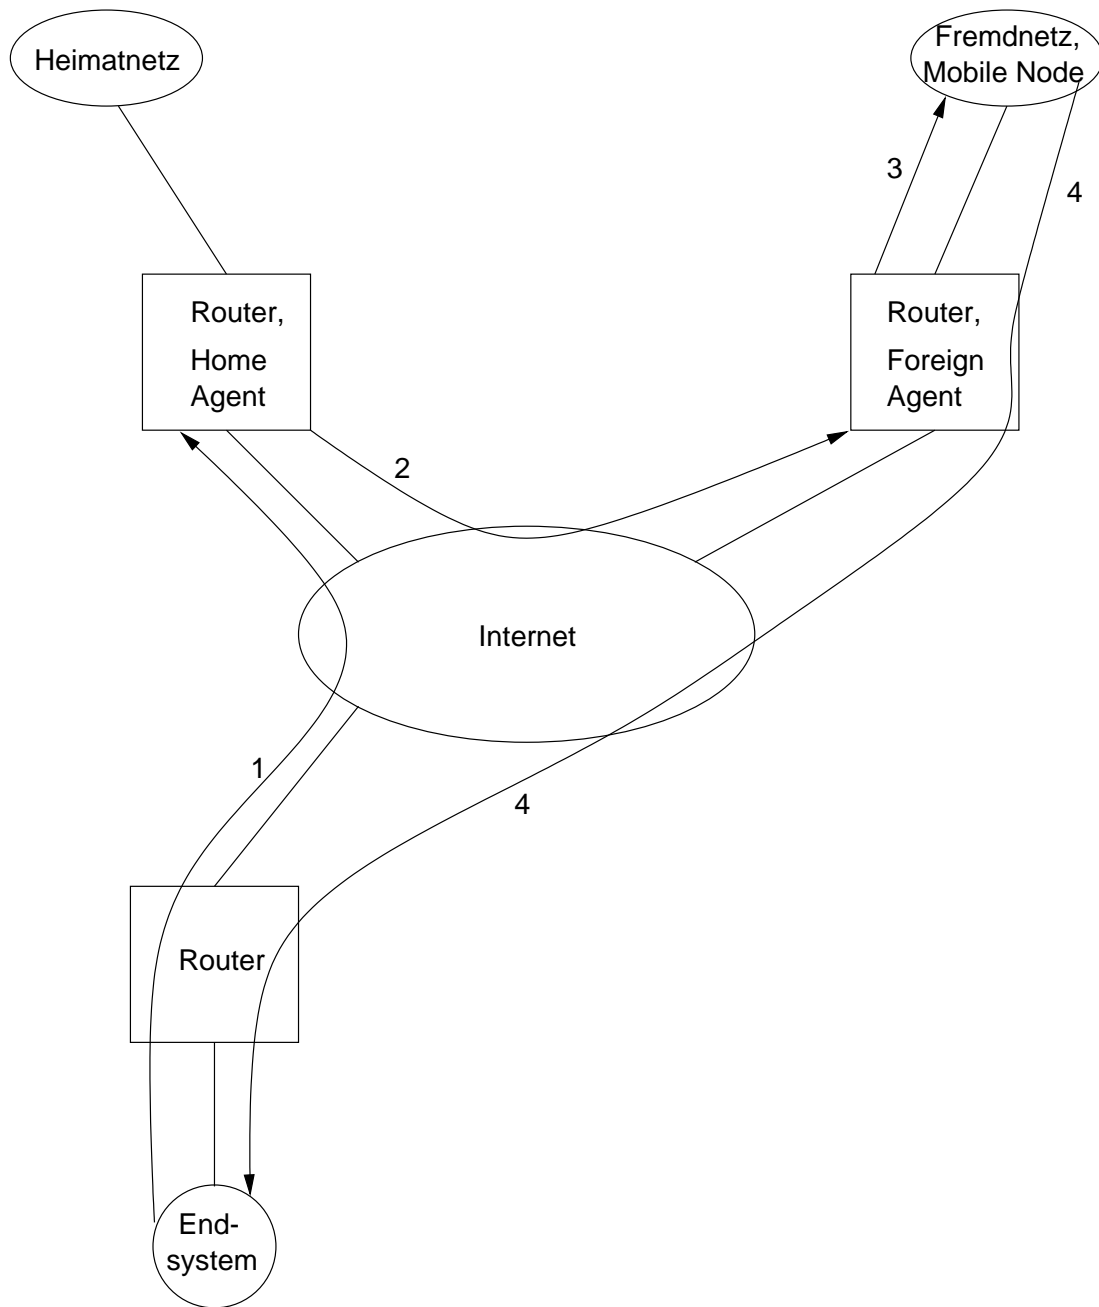 Heimatnetz
Fremdnetz,
Mobile Node
3
4
Router,
Home
Agent
Router,
Foreign
Agent
2
Internet
1
4
Router
End-
system